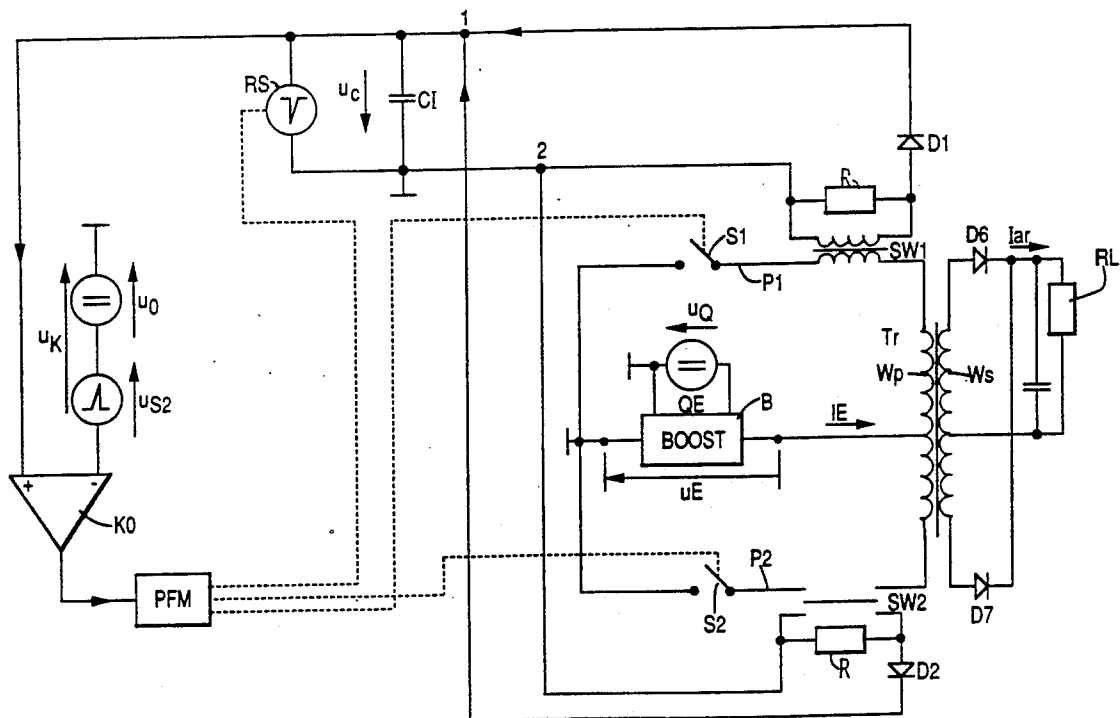 1
RS
uc
CI
2
D1
R
SW1
S1
P1
D6
Iar
RL
u0
uK
uS2
uQ
QE
B
BOOST
IE
uE
Tr
Wp
Ws
+ -
K0
PFM
P2
S2
SW2
D7
R
D2